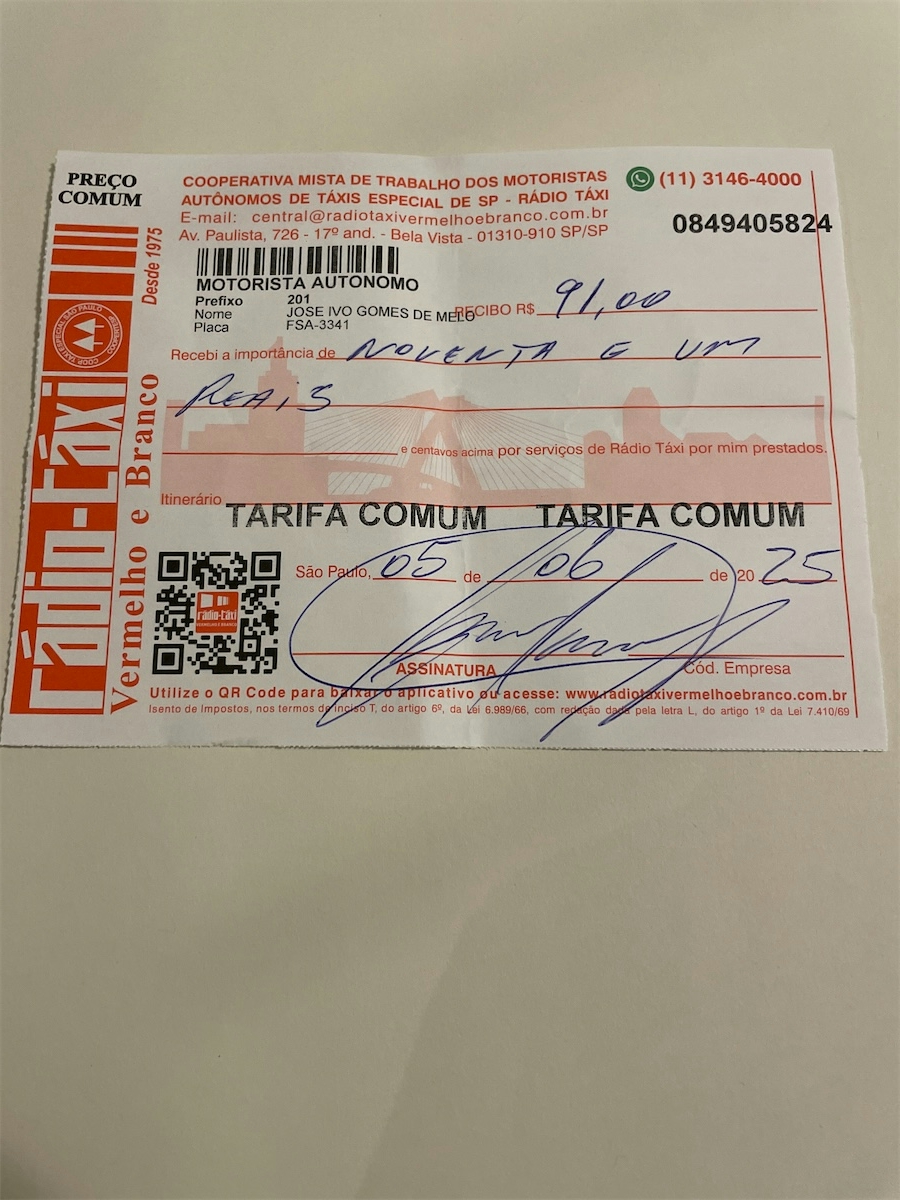 PREÇO
COMUM
COOPERATIVA MISTA DE TRABALHO DOS MOTORISTAS
AUTÔNOMOS DE TÁXIS ESPECIAL DE SP - RÁDIO TÁXI
E-mail: central@radiotaxivermelhoebranco.com.br
Av. Paulista, 726 - 17º and. - Bela Vista - 01310-910 SP/SP
(11) 3146-4000
0849405824
Desde 1975
rádio-táxi
Vermelho e Branco
MOTORISTA AUTONOMO
Prefixo 201
Nome JOSE IVO GOMES DE MELO
Placa FSA-3341
RECIBO R$ 91,00
Recebi a importância de NOVENTA E UM
REAIS
e centavos acima por serviços de Rádio Táxi por mim prestados.
Itinerário
TARIFA COMUM TARIFA COMUM
São Paulo, 05 de 06 de 2025
rádio-táxi
VERMELHO E BRANCO
ASSINATURA Cód. Empresa
Utilize o QR Code para baixar o aplicativo ou acesse: www.radiotaxivermelhoebranco.com.br
Isento de Impostos, nos termos de inciso T, do artigo 6º, da Lei 6.989/66, com redação dada pela letra L, do artigo 1º da Lei 7.410/69